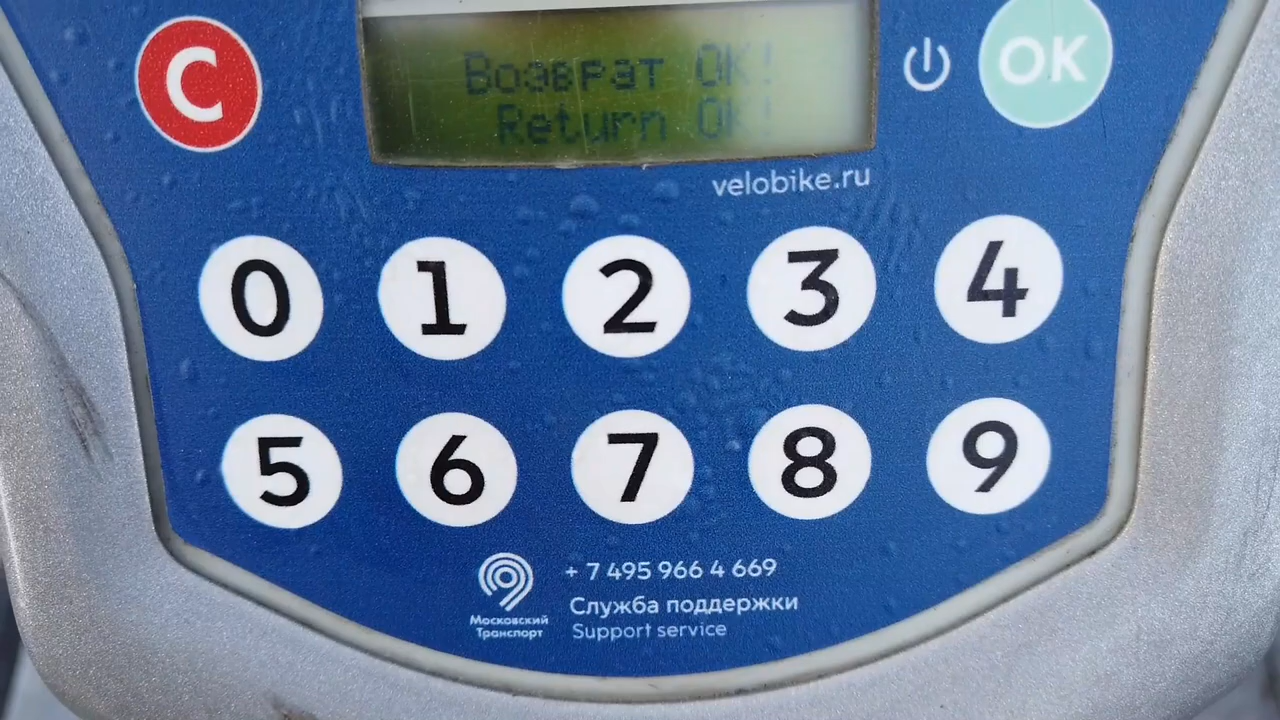 C
Возврат OK!
Return OK!
OK
velobike.ru
0 1 2 3 4
5 6 7 8 9
+ 7 495 966 4 669
Служба поддержки
Support service
Московский
Транспорт